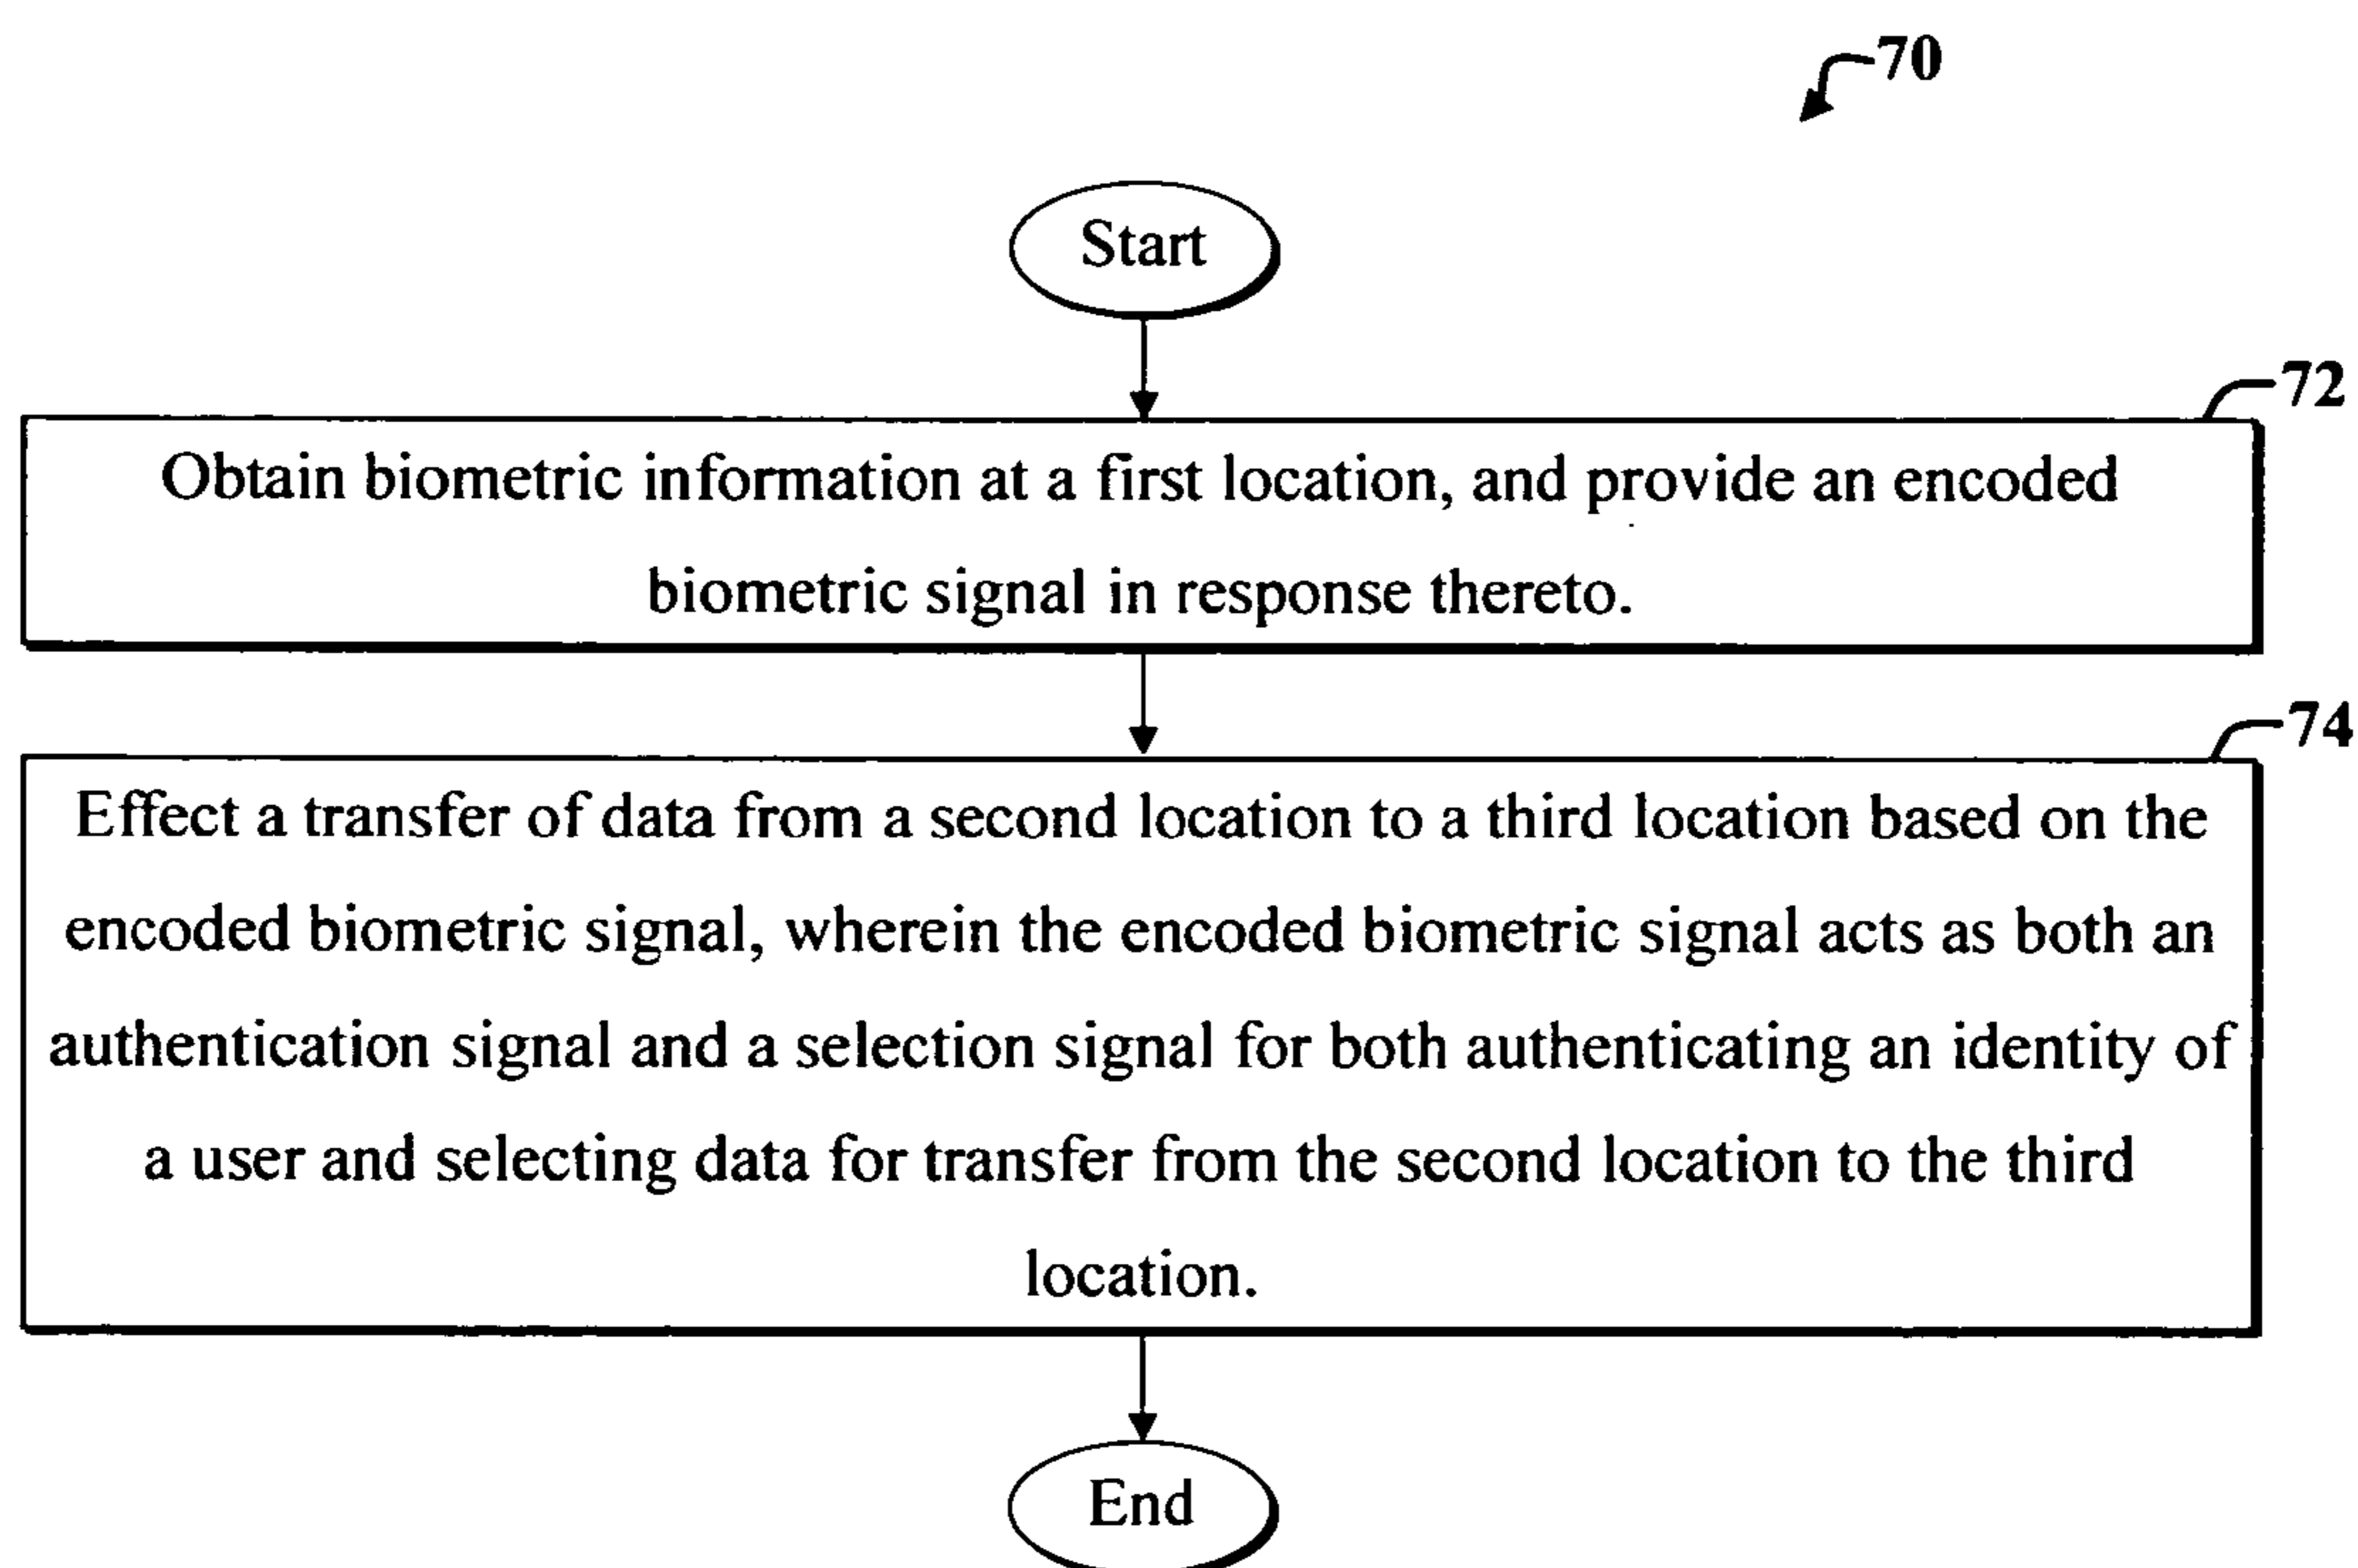 70
Start
72
Obtain biometric information at a first location, and provide an encoded
biometric signal in response thereto.
74
Effect a transfer of data from a second location to a third location based on the
encoded biometric signal, wherein the encoded biometric signal acts as both an
authentication signal and a selection signal for both authenticating an identity of
a user and selecting data for transfer from the second location to the third
location.
End